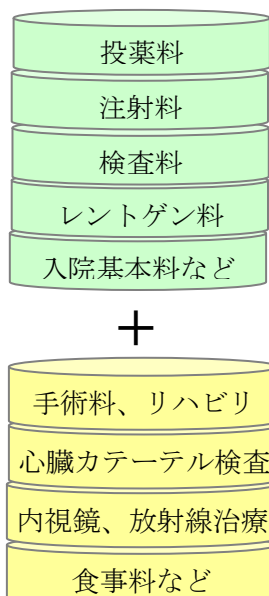 投薬料
注射料
検査料
レントゲン料
入院基本料など
＋
手術料、リハビリ
心臓カテーテル検査
内視鏡、放射線治療
食事料など